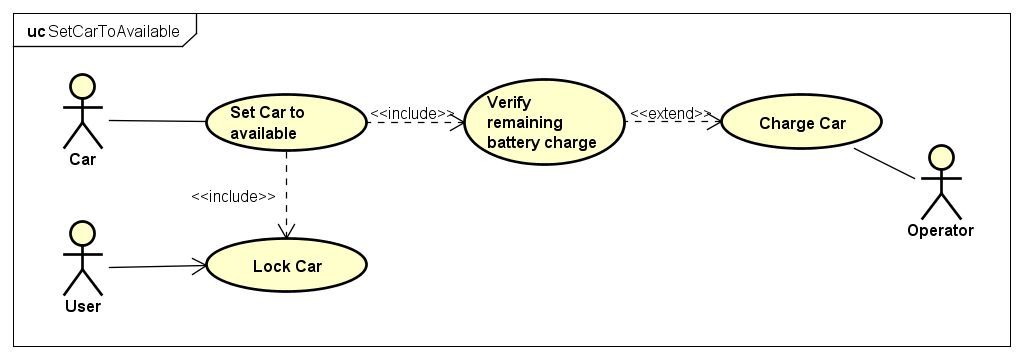 uc SetCarToAvailable
Car
Set Car to
available
<<include>>
Verify
remaining
battery charge
<<extend>>
Charge Car
Operator
<<include>>
User
Lock Car